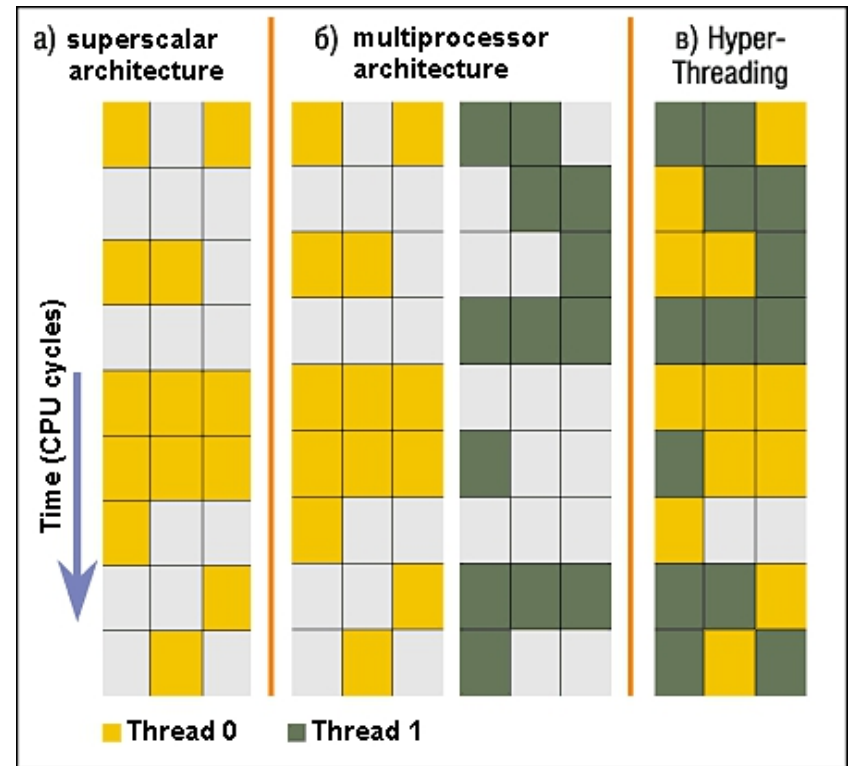 а) superscalar
architecture
б) multiprocessor
architecture
в) Hyper-
Threading
Time (CPU cycles)
Thread 0
Thread 1